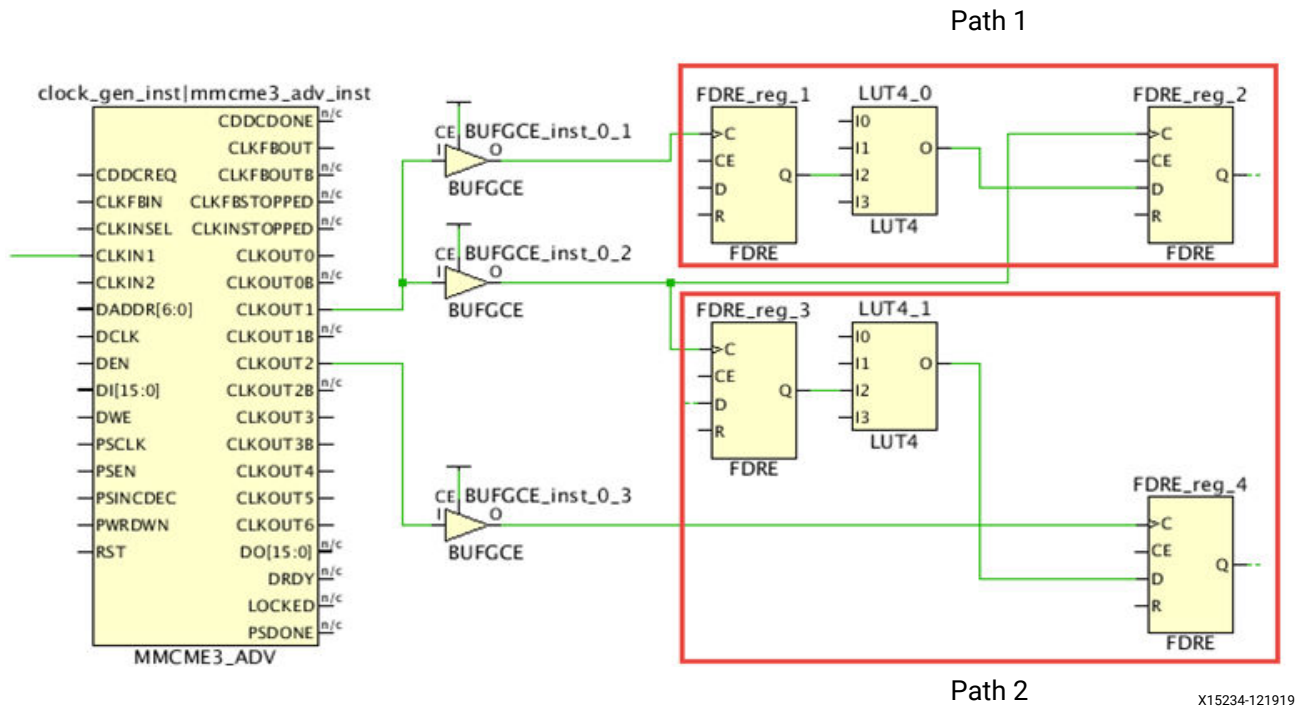 Path 1
clock_gen_inst|mmcme3_adv_inst
CDDCDONE n/c
CLKFBOUT
CDDCREQ CLKFBOUTB n/c
CLKFBIN CLKFBSTOPPED n/c
CLKINSEL CLKINSTOPPED n/c
CLKIN1 CLKOUT0
CLKIN2 CLKOUT0B n/c
DADDR[6:0] CLKOUT1
DCLK CLKOUT1B n/c
DEN CLKOUT2
DI[15:0] CLKOUT2B n/c
DWE CLKOUT3
PSCLK CLKOUT3B
PSEN CLKOUT4
PSINCDEC CLKOUT5
PWRDWN CLKOUT6
RST DO[15:0] n/c
DRDY n/c
LOCKED n/c
PSDONE n/c
MMCME3_ADV
CE BUFGCE_inst_0_1
I O
BUFGCE
CE BUFGCE_inst_0_2
I O
BUFGCE
CE BUFGCE_inst_0_3
I O
BUFGCE
FDRE_reg_1
C
CE
Q
D
R
FDRE
LUT4_0
I0
I1 O
I2
I3
LUT4
FDRE_reg_2
C
CE
Q
D
R
FDRE
FDRE_reg_3
C
CE
Q
D
R
FDRE
LUT4_1
I0
I1 O
I2
I3
LUT4
FDRE_reg_4
C
CE
Q
D
R
FDRE
Path 2
X15234-121919